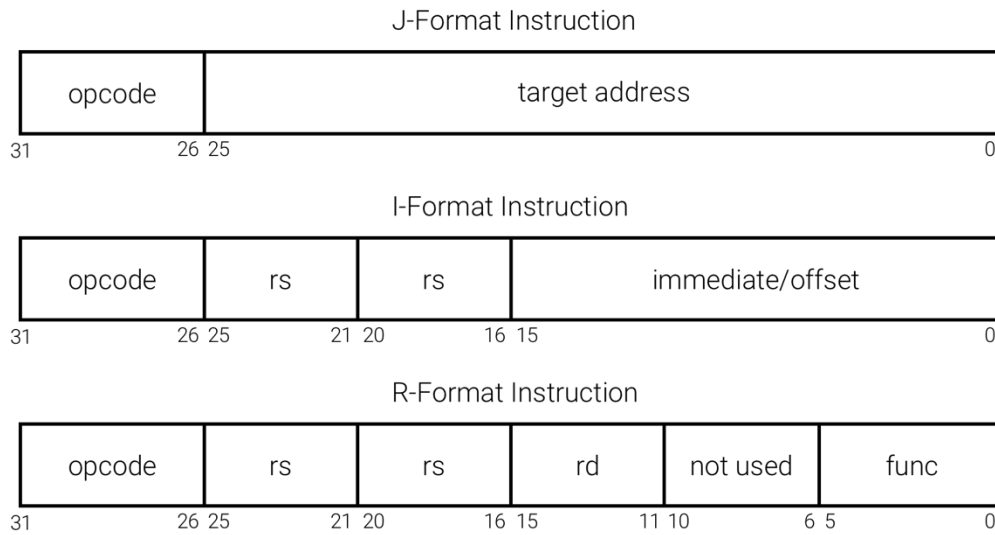 J-Format Instruction
opcode target address
31 26 25 0
I-Format Instruction
opcode rs rs immediate/offset
31 26 25 21 20 16 15 0
R-Format Instruction
opcode rs rs rd not used func
31 26 25 21 20 16 15 11 10 6 5 0